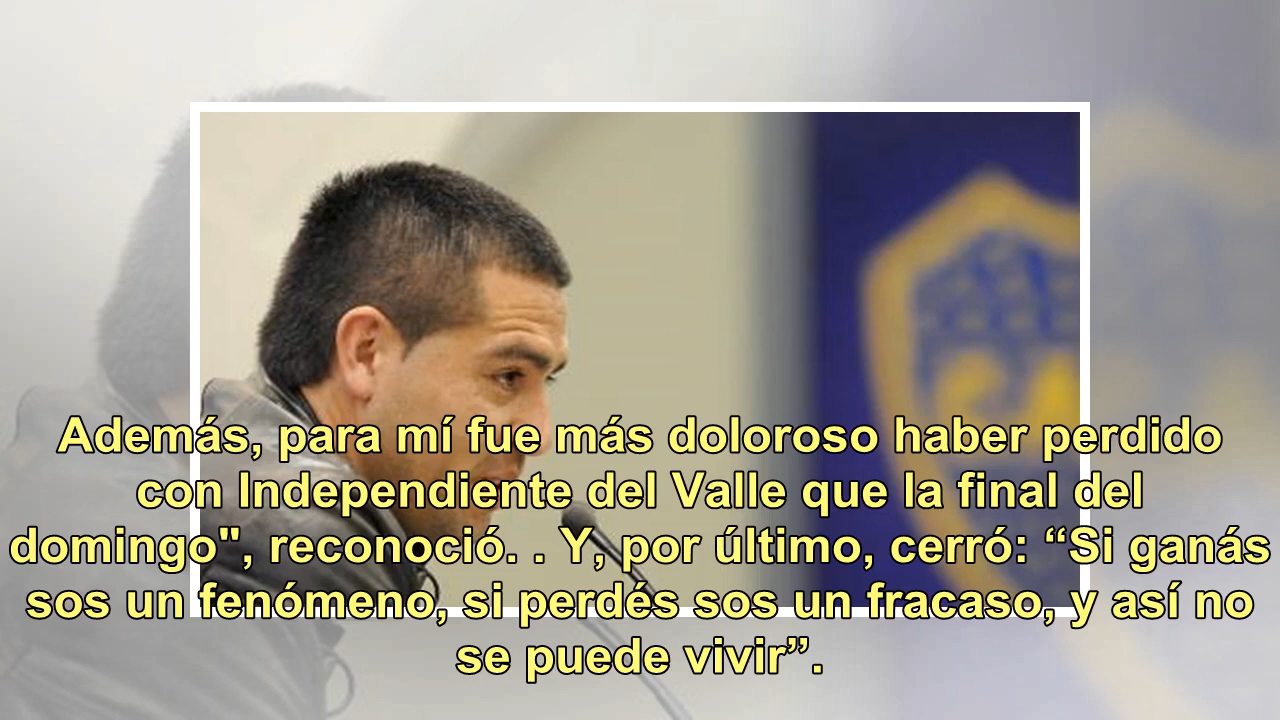 Además, para mí fue más doloroso haber perdido
con Independiente del Valle que la final del
domingo", reconoció. . Y, por último, cerró: “Si ganás
sos un fenómeno, si perdés sos un fracaso, y así no
se puede vivir”.